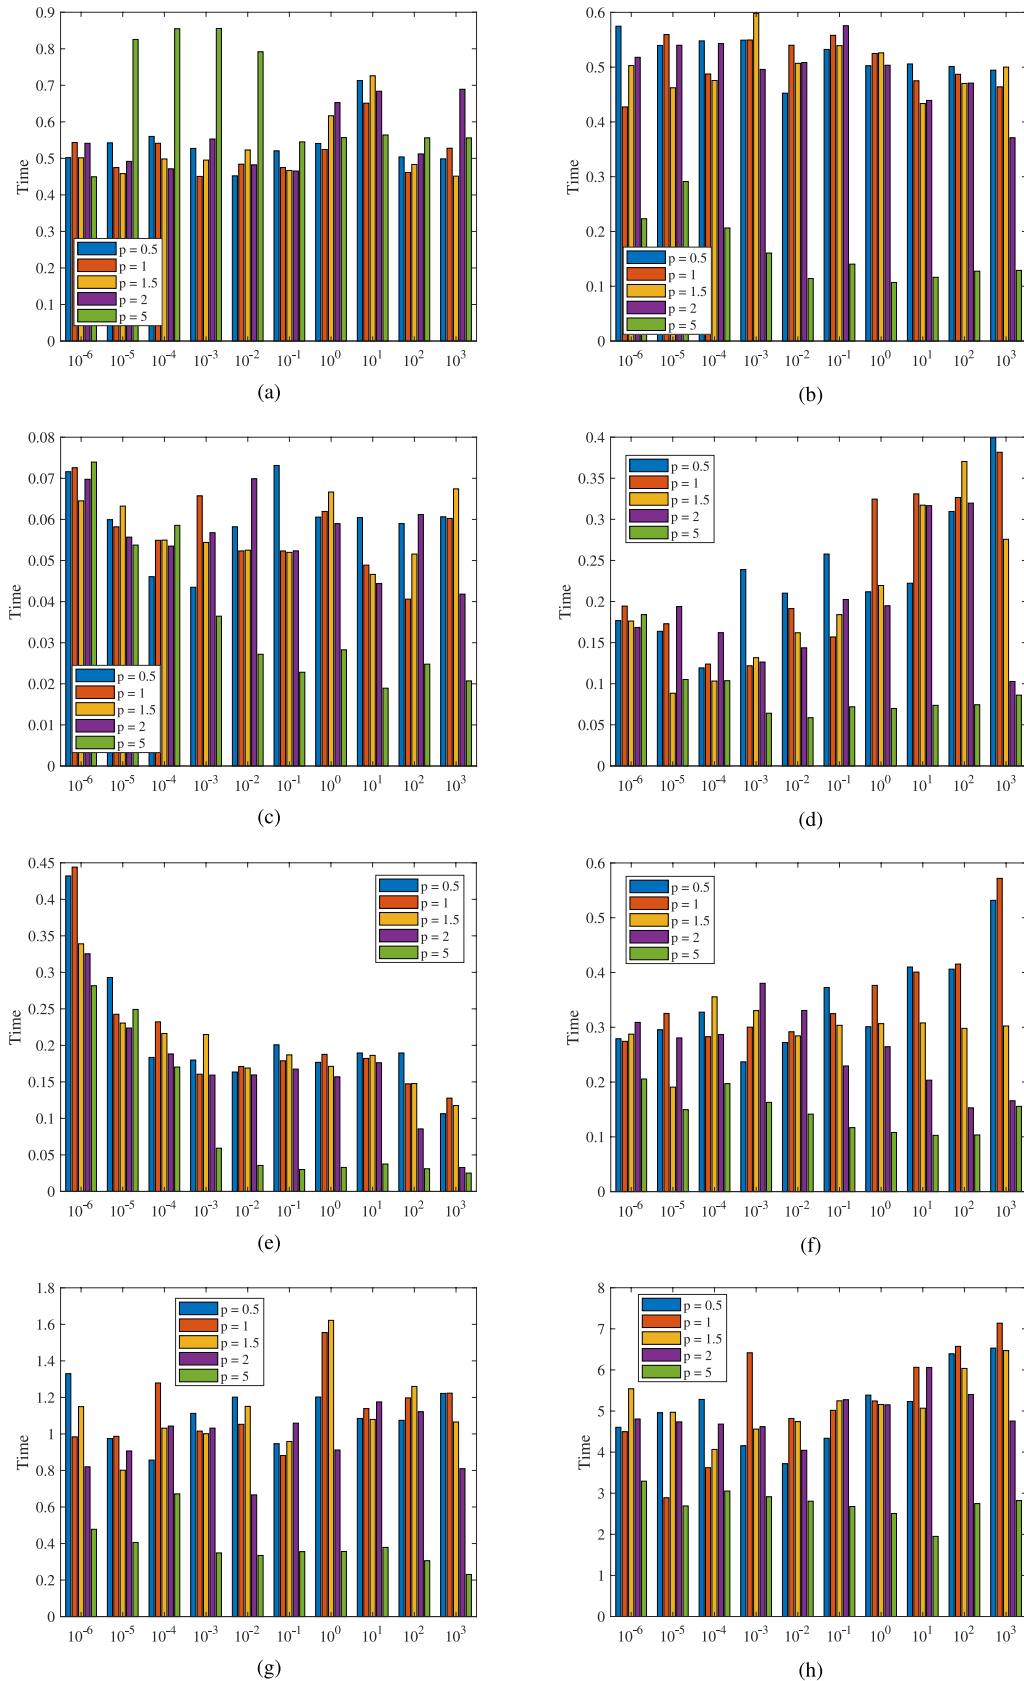 0.9
0.8
0.7
0.6
0.5
0.4
0.3
0.2
0.1
0
Time
p = 0.5
p = 1
p = 1.5
p = 2
p = 5
10^-6 10^-5 10^-4 10^-3 10^-2 10^-1 10^0 10^1 10^2 10^3
(a)
0.6
0.5
0.4
0.3
0.2
0.1
0
Time
p = 0.5
p = 1
p = 1.5
p = 2
p = 5
10^-6 10^-5 10^-4 10^-3 10^-2 10^-1 10^0 10^1 10^2 10^3
(b)
0.08
0.07
0.06
0.05
0.04
0.03
0.02
0.01
0
Time
p = 0.5
p = 1
p = 1.5
p = 2
p = 5
10^-6 10^-5 10^-4 10^-3 10^-2 10^-1 10^0 10^1 10^2 10^3
(c)
0.4
0.35
0.3
0.25
0.2
0.15
0.1
0.05
0
Time
p = 0.5
p = 1
p = 1.5
p = 2
p = 5
10^-6 10^-5 10^-4 10^-3 10^-2 10^-1 10^0 10^1 10^2 10^3
(d)
0.45
0.4
0.35
0.3
0.25
0.2
0.15
0.1
0.05
0
Time
p = 0.5
p = 1
p = 1.5
p = 2
p = 5
10^-6 10^-5 10^-4 10^-3 10^-2 10^-1 10^0 10^1 10^2 10^3
(e)
0.6
0.5
0.4
0.3
0.2
0.1
0
Time
p = 0.5
p = 1
p = 1.5
p = 2
p = 5
10^-6 10^-5 10^-4 10^-3 10^-2 10^-1 10^0 10^1 10^2 10^3
(f)
1.8
1.6
1.4
1.2
1
0.8
0.6
0.4
0.2
0
Time
p = 0.5
p = 1
p = 1.5
p = 2
p = 5
10^-6 10^-5 10^-4 10^-3 10^-2 10^-1 10^0 10^1 10^2 10^3
(g)
8
7
6
5
4
3
2
1
0
Time
p = 0.5
p = 1
p = 1.5
p = 2
p = 5
10^-6 10^-5 10^-4 10^-3 10^-2 10^-1 10^0 10^1 10^2 10^3
(h)